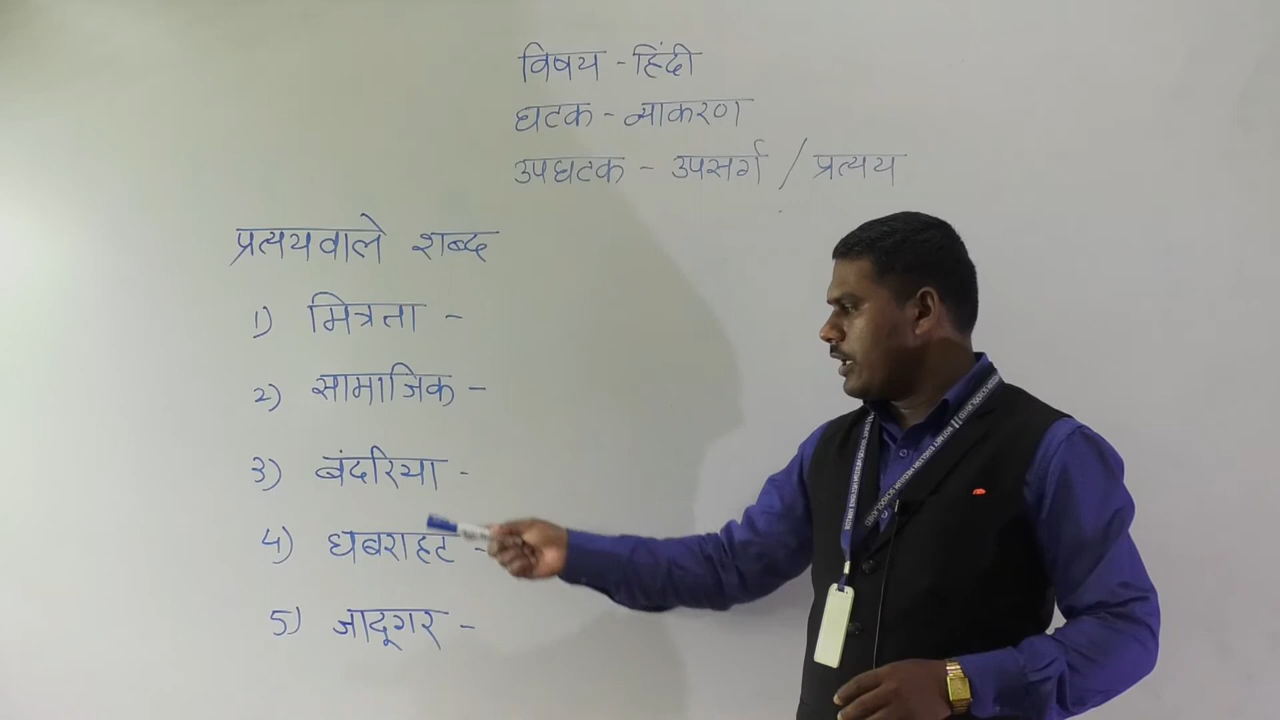 विषय - हिंदी
घटक - व्याकरण
उपघटक - उपसर्ग / प्रत्यय
प्रत्ययवाले शब्द
1) मित्रता -
2) सामाजिक -
3) बंदरिया -
4) घबराहट -
5) जादूगर -